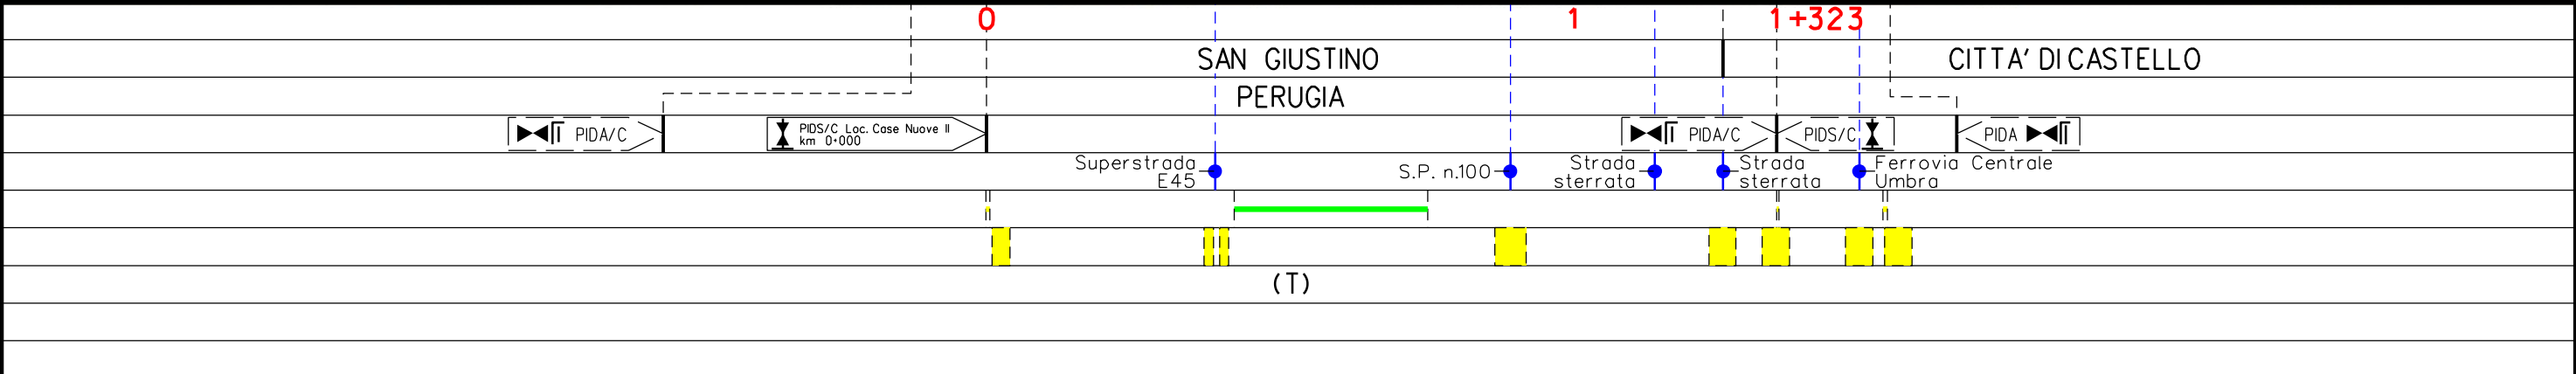 0 1 1+323
SAN GIUSTINO CITTA' DI CASTELLO
PERUGIA
PIDA/C
PIDS/C Loc. Case Nuove II
km 0+000
PIDA/C
PIDS/C
PIDA
Superstrada
E45
S.P. n.100
Strada
sterrata
Strada
sterrata
Ferrovia Centrale
Umbra
(T)